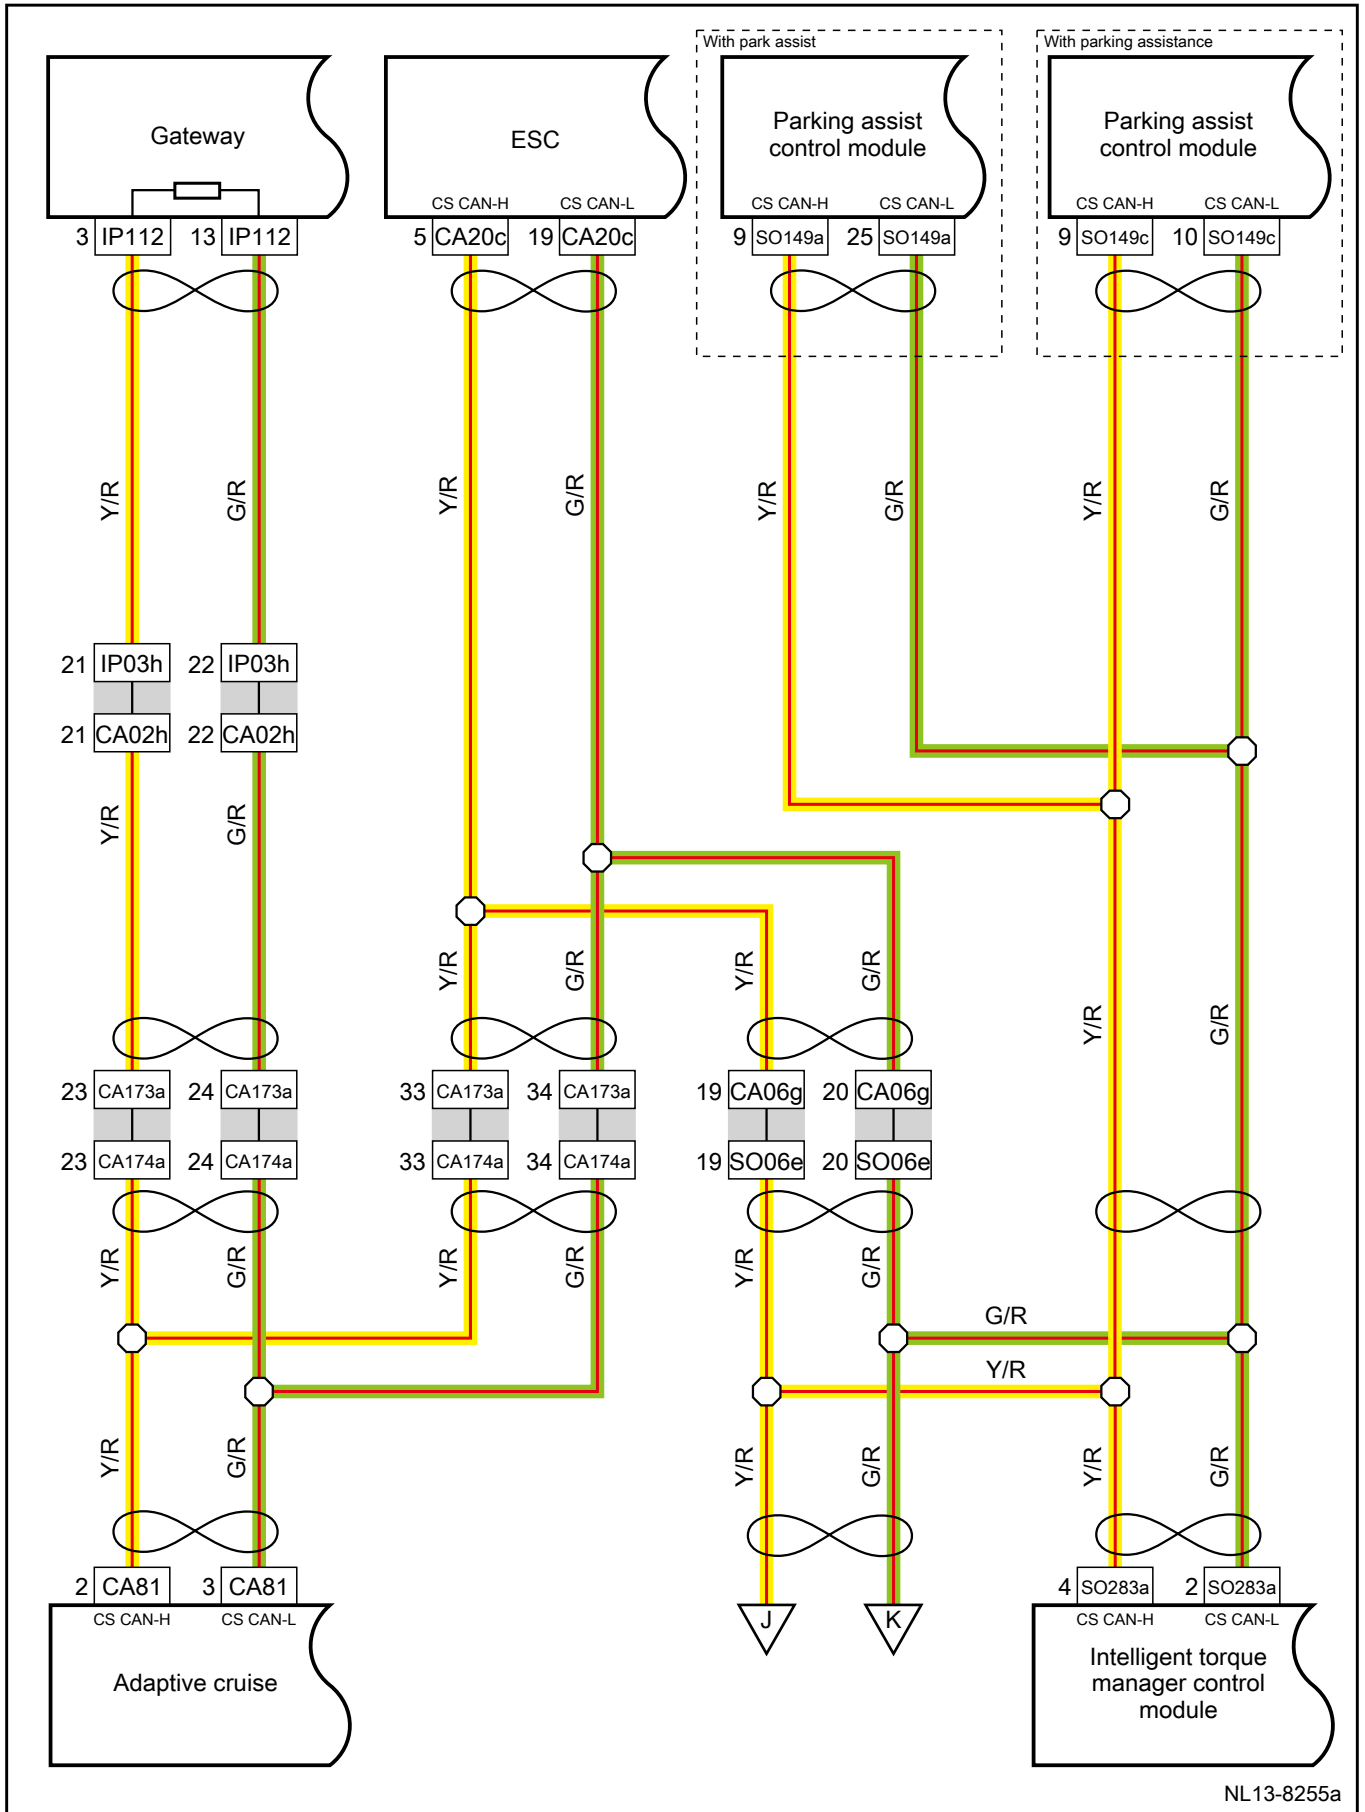 With park assist
With parking assistance
Gateway
ESC
Parking assist
control module
Parking assist
control module
CS CAN-H CS CAN-L
CS CAN-H CS CAN-L
CS CAN-H CS CAN-L
3 IP112 13 IP112
5 CA20c 19 CA20c
9 SO149a 25 SO149a
9 SO149c 10 SO149c
Y/R G/R Y/R G/R Y/R G/R Y/R G/R
21 IP03h 22 IP03h
21 CA02h 22 CA02h
Y/R G/R
Y/R G/R Y/R G/R
Y/R G/R
23 CA173a 24 CA173a 33 CA173a 34 CA173a 19 CA06g 20 CA06g
23 CA174a 24 CA174a 33 CA174a 34 CA174a 19 SO06e 20 SO06e
Y/R G/R Y/R G/R Y/R G/R
G/R
Y/R
Y/R G/R Y/R G/R Y/R G/R
2 CA81 3 CA81
4 SO283a 2 SO283a
CS CAN-H CS CAN-L
J K
CS CAN-H CS CAN-L
Adaptive cruise
Intelligent torque
manager control
module
NL13-8255a